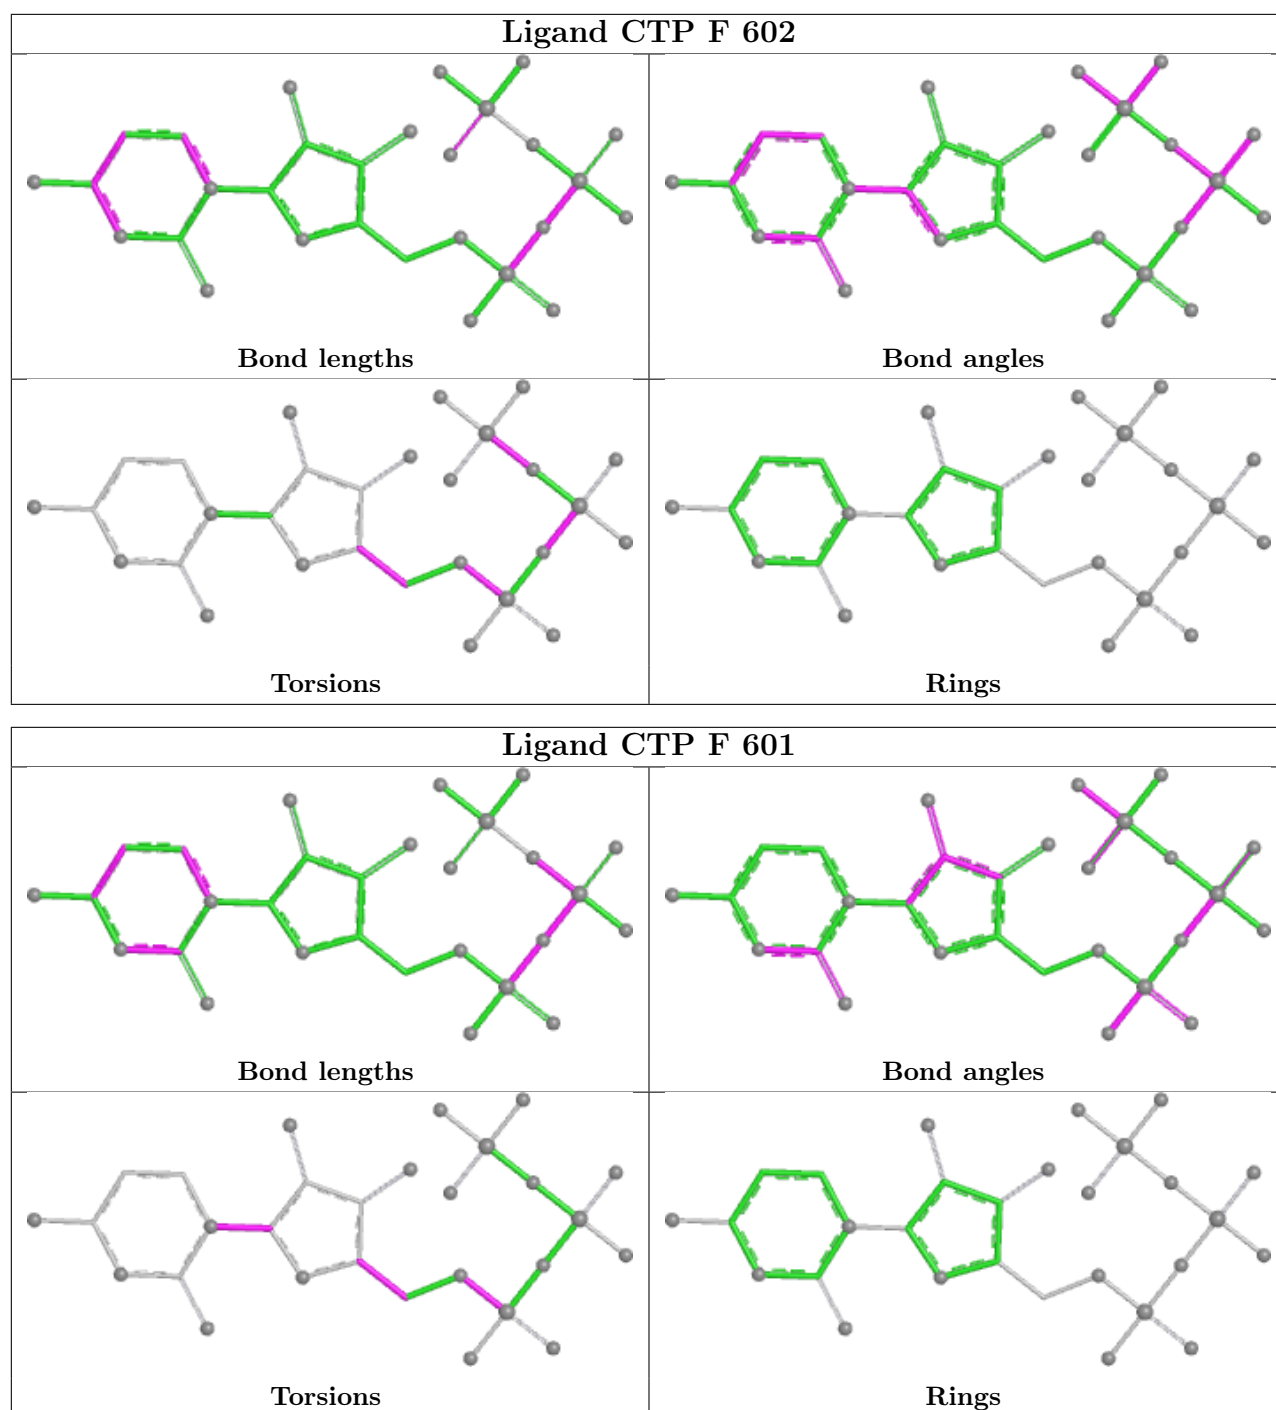 Ligand CTP F 602
Bond lengths
Bond angles
Torsions
Rings
Ligand CTP F 601
Bond lengths
Bond angles
Torsions
Rings